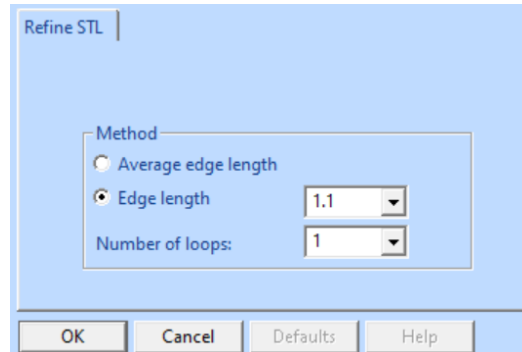 Refine STL
Method
Average edge length
Edge length 1.1
Number of loops: 1
OK Cancel Defaults Help